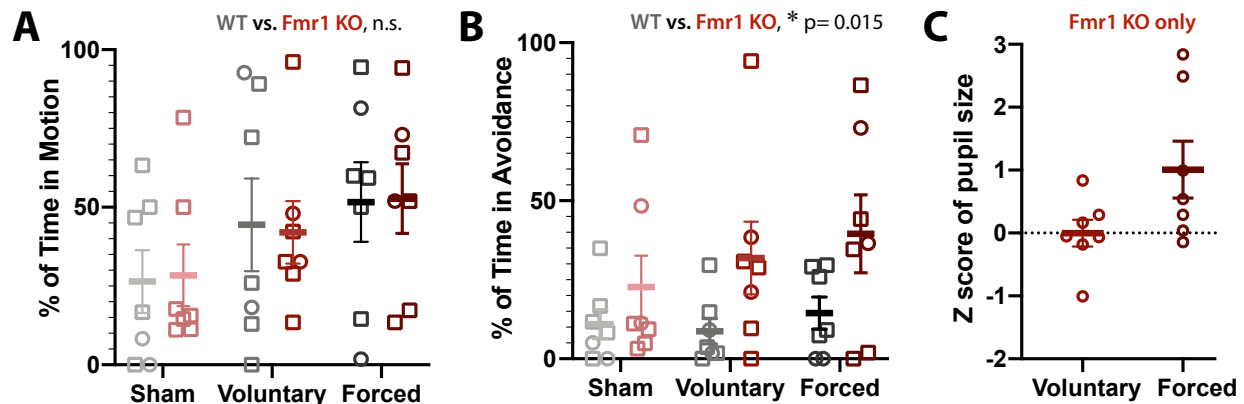 A
WT vs. Fmr1 KO, n.s.
% of Time in Motion
100
50
0
Sham
Voluntary
Forced
B
WT vs. Fmr1 KO, * p= 0.015
% of Time in Avoidance
100
50
0
Sham
Voluntary
Forced
C
Fmr1 KO only
Z score of pupil size
3
2
1
0
-1
-2
Voluntary
Forced